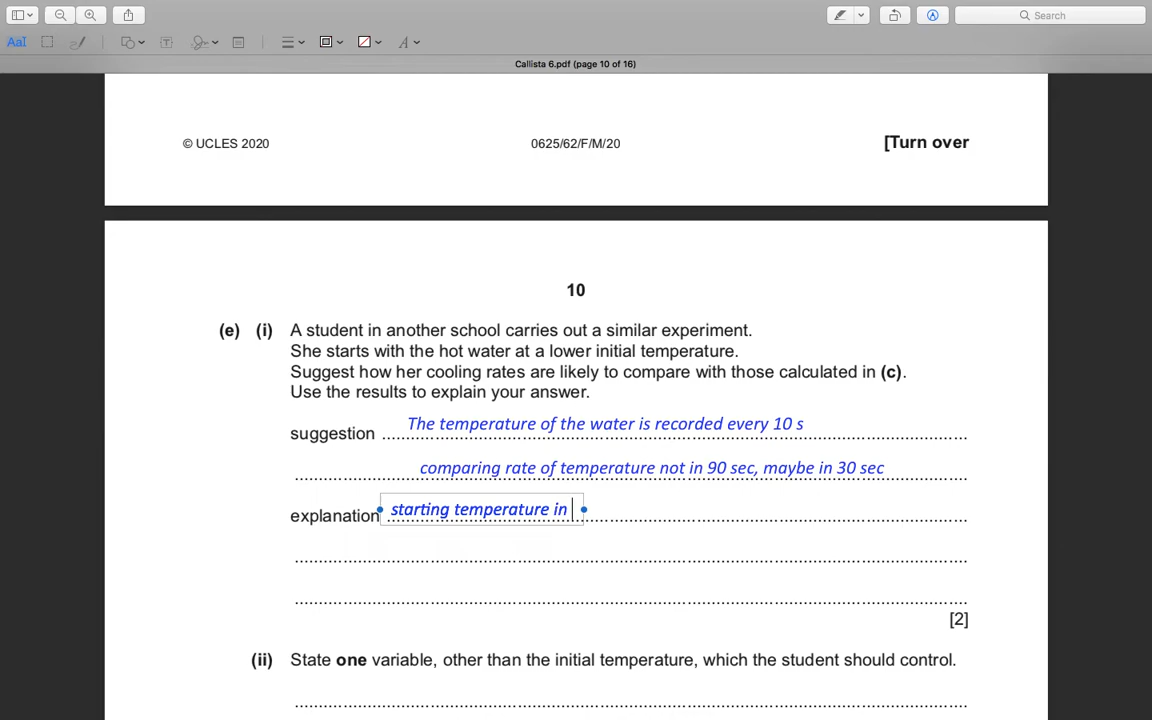 Search
AaI
A
Callista 6.pdf (page 10 of 16)
© UCLES 2020 0625/62/F/M/20 [Turn over
10
(e) (i) A student in another school carries out a similar experiment.
She starts with the hot water at a lower initial temperature.
Suggest how her cooling rates are likely to compare with those calculated in (c).
Use the results to explain your answer.
The temperature of the water is recorded every 10 s
suggestion ........................................................................................................
comparing rate of temperature not in 90 sec, maybe in 30 sec
explanation starting temperature in
[2]
(ii) State one variable, other than the initial temperature, which the student should control.